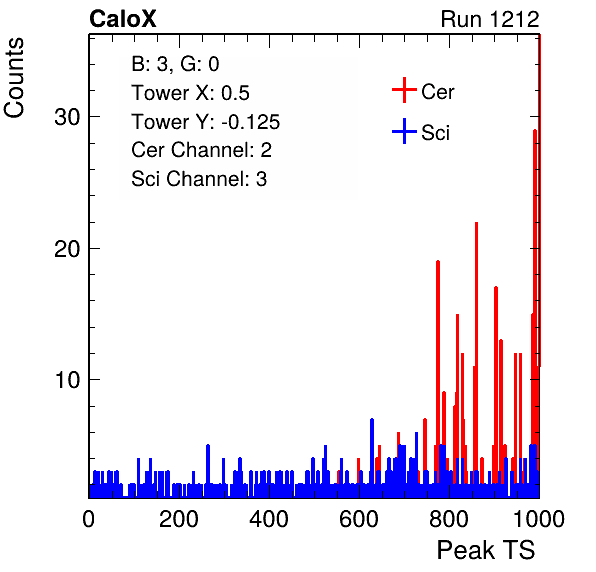 CaloX Run 1212
Counts
B: 3, G: 0
Tower X: 0.5
Tower Y: -0.125
Cer Channel: 2
Sci Channel: 3
Cer
Sci
30
20
10
0 200 400 600 800 1000
Peak TS